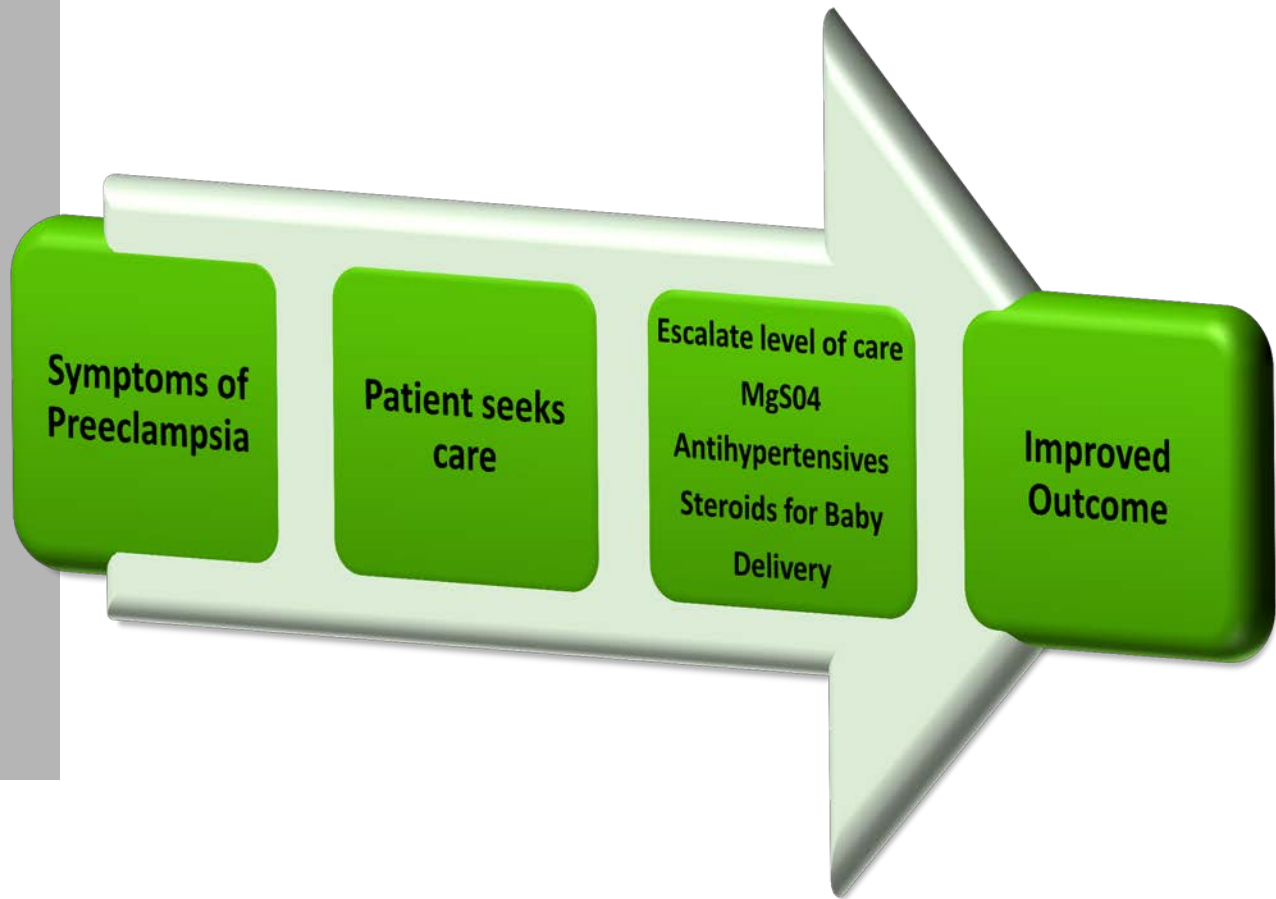 Symptoms of
Preeclampsia
Patient seeks
care
Escalate level of care
MgS04
Antihypertensives
Steroids for Baby
Delivery
Improved
Outcome